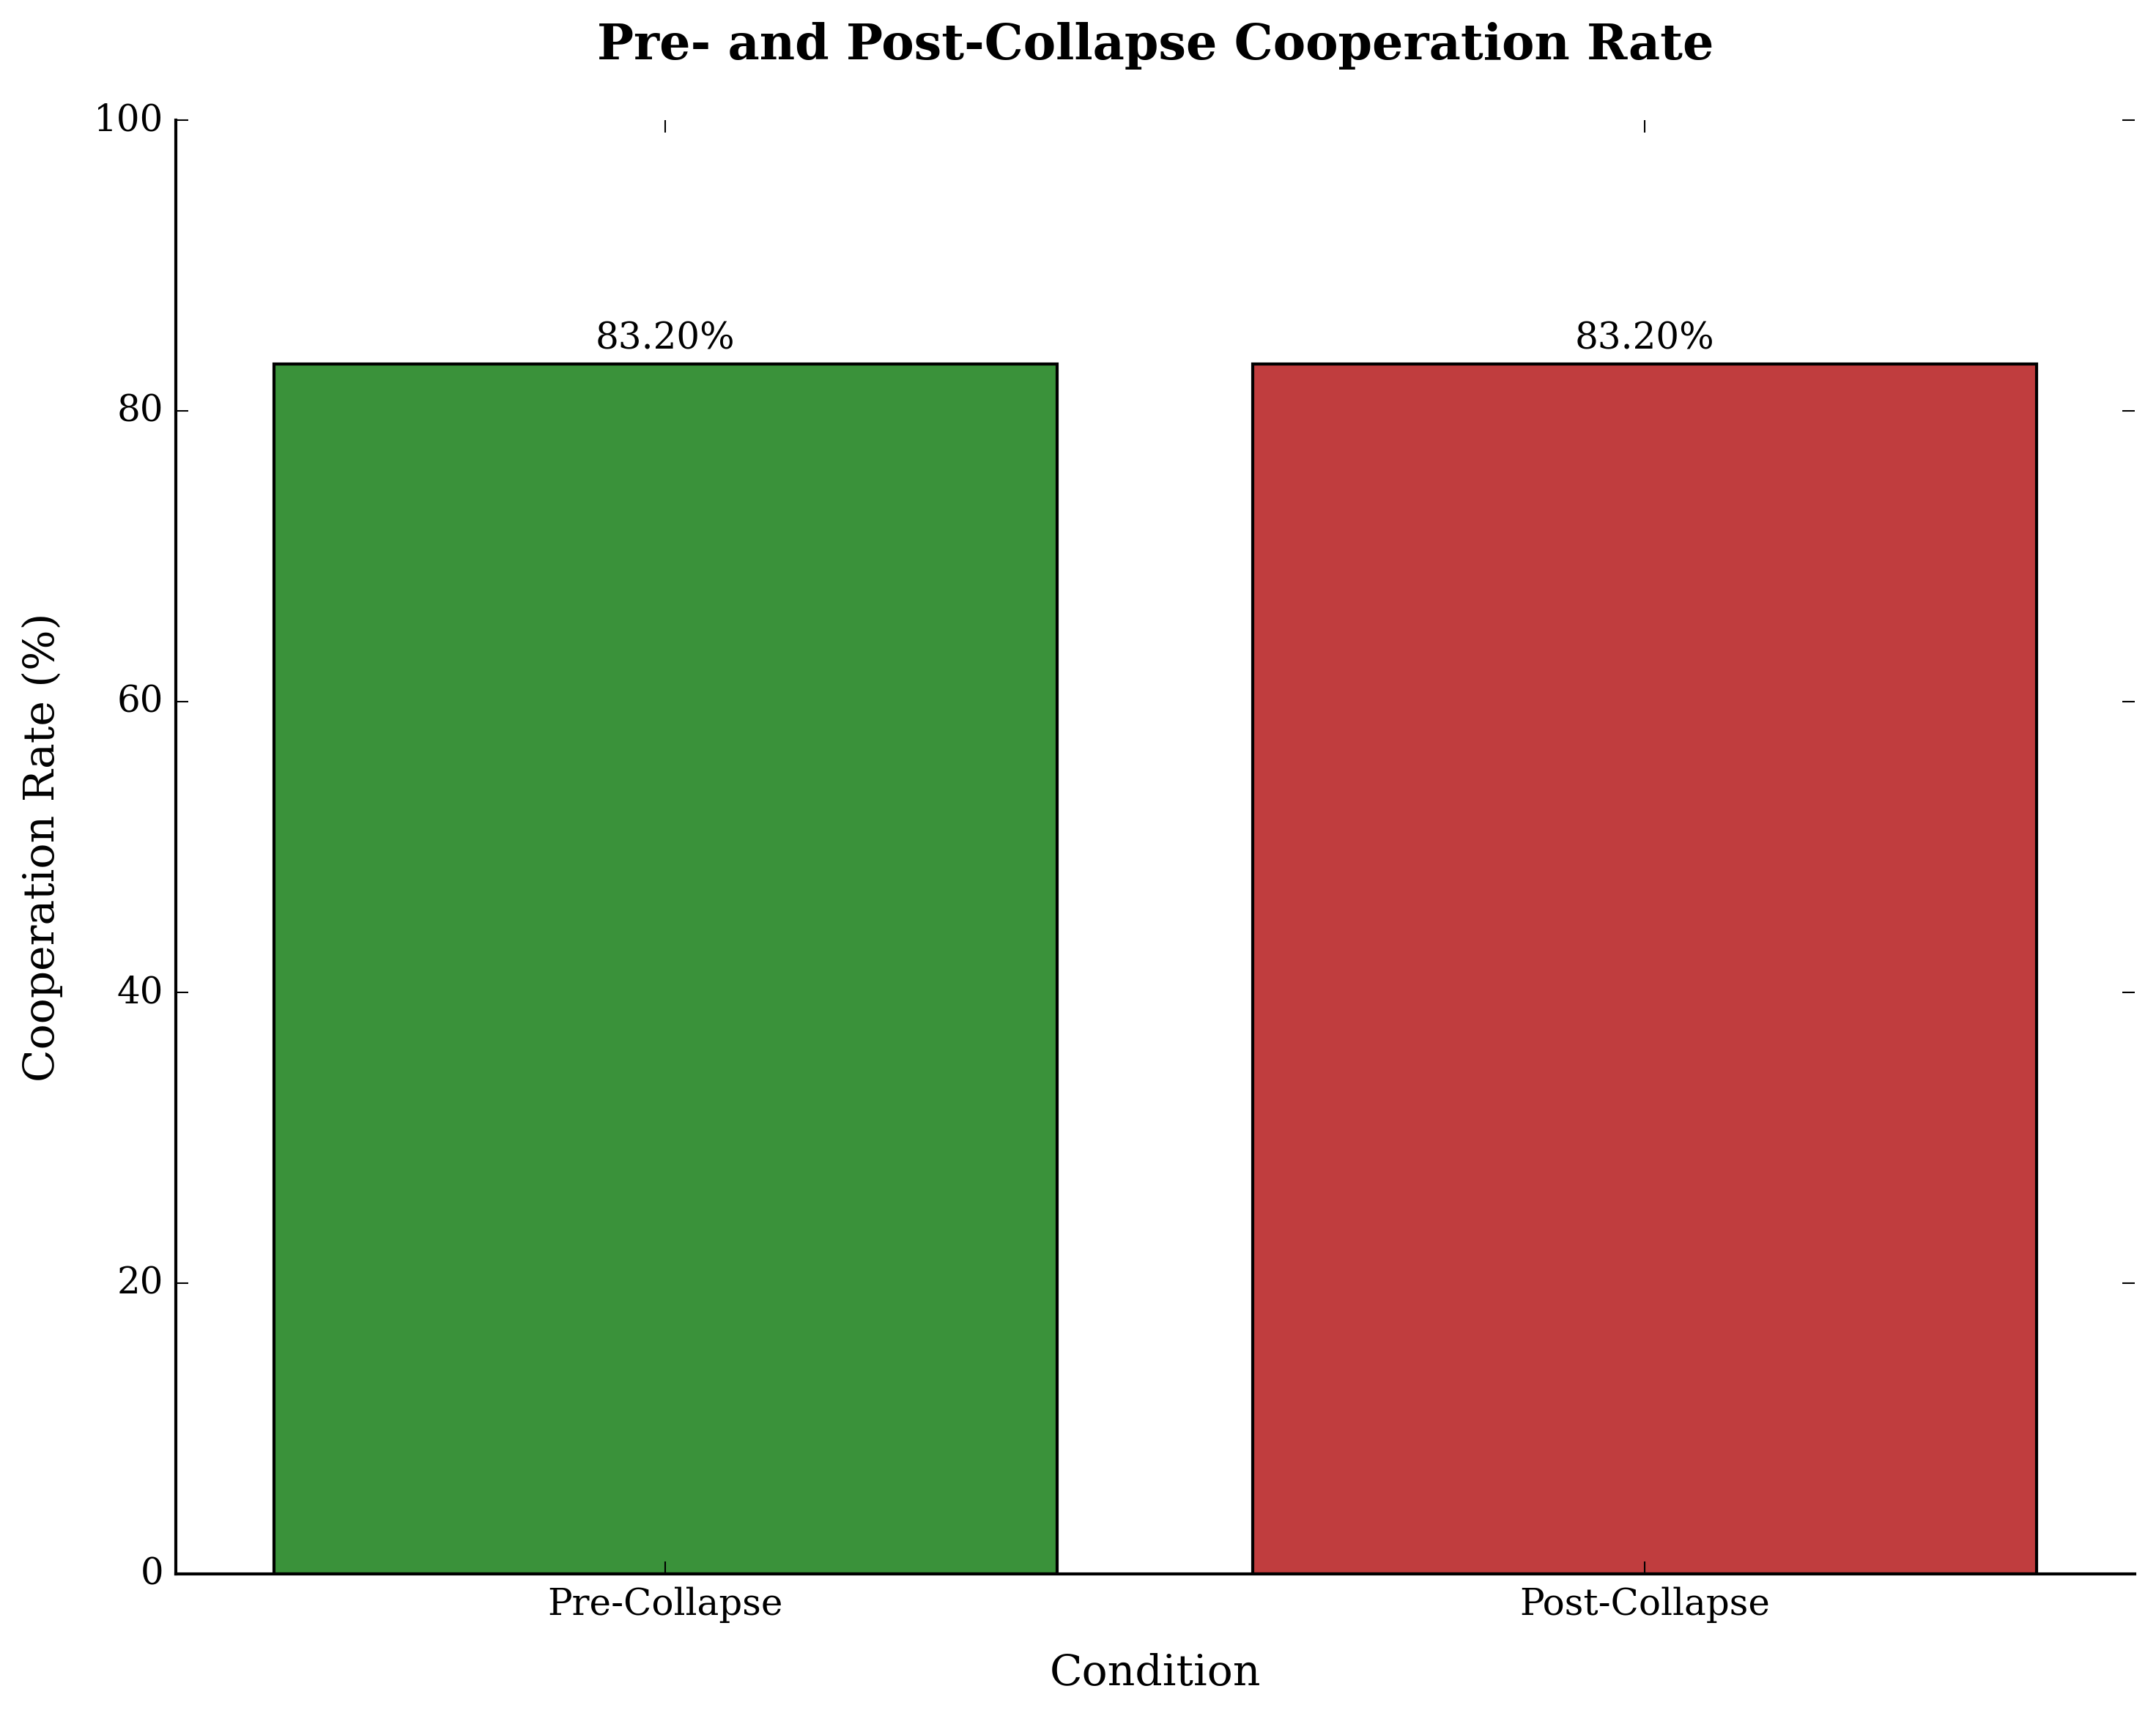 Pre- and Post-Collapse Cooperation Rate
100
80
60
40
20
0
Cooperation Rate (%)
83.20%
83.20%
Pre-Collapse
Post-Collapse
Condition